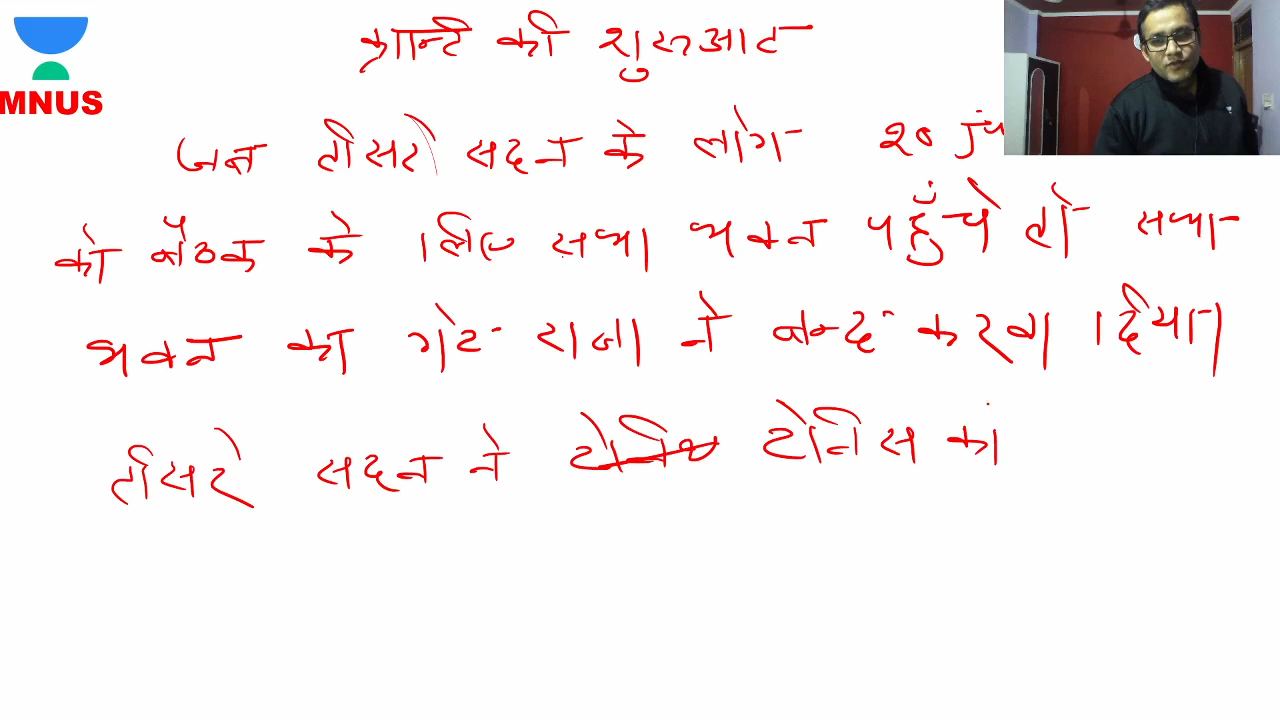 MNUS
क्रान्ति की शुरुआत
जब तीसरे सदन के लोग 20
को बैठक के लिए सभा भवन पहुँचे तो सभा
भवन का गेट राजा ने बन्द करवा दिया।
तीसरे सदन ने टेनिस को